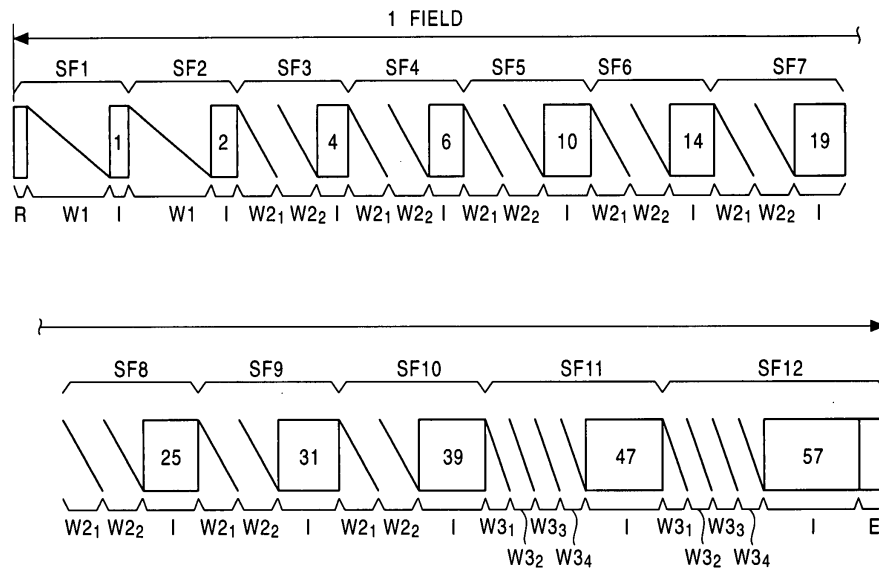 1 FIELD
SF1 SF2 SF3 SF4 SF5 SF6 SF7
1 2 4 6 10 14 19
R W1 I W1 I W2₁ W2₂ I W2₁ W2₂ I W2₁ W2₂ I W2₁ W2₂ I W2₁ W2₂ I
SF8 SF9 SF10 SF11 SF12
25 31 39 47 57
W2₁ W2₂ I W2₁ W2₂ I W2₁ W2₂ I W3₁ W3₃ I W3₁ W3₃ I E
W3₂ W3₄ W3₂ W3₄